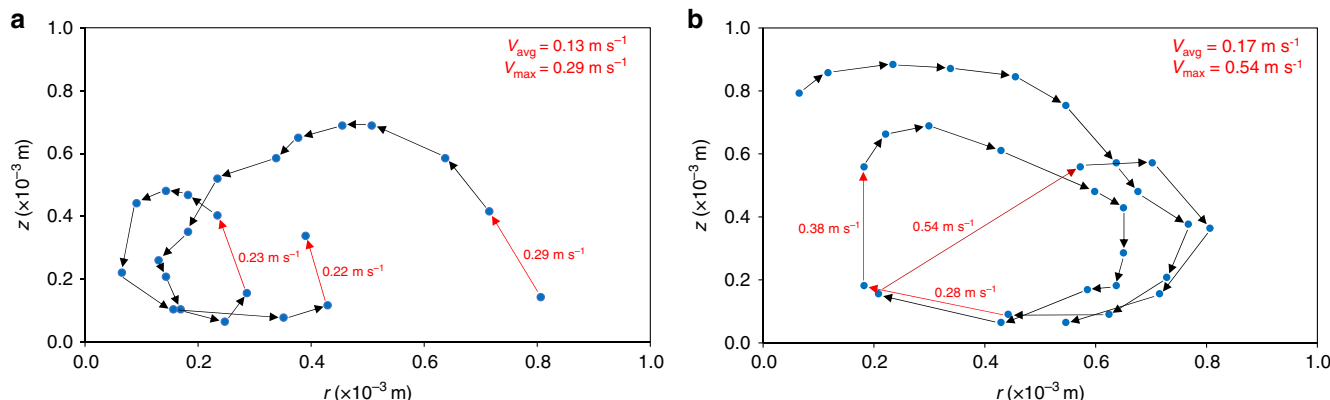 a
V_avg = 0.13 m s⁻¹
V_max = 0.29 m s⁻¹
1.0
0.8
0.6
0.4
0.2
0.0
z (×10⁻³ m)
0.23 m s⁻¹
0.22 m s⁻¹
0.29 m s⁻¹
0.0 0.2 0.4 0.6 0.8 1.0
r (×10⁻³ m)
b
V_avg = 0.17 m s⁻¹
V_max = 0.54 m s⁻¹
1.0
0.8
0.6
0.4
0.2
0.0
z (×10⁻³ m)
0.38 m s⁻¹
0.54 m s⁻¹
0.28 m s⁻¹
0.0 0.2 0.4 0.6 0.8 1.0
r (×10⁻³ m)